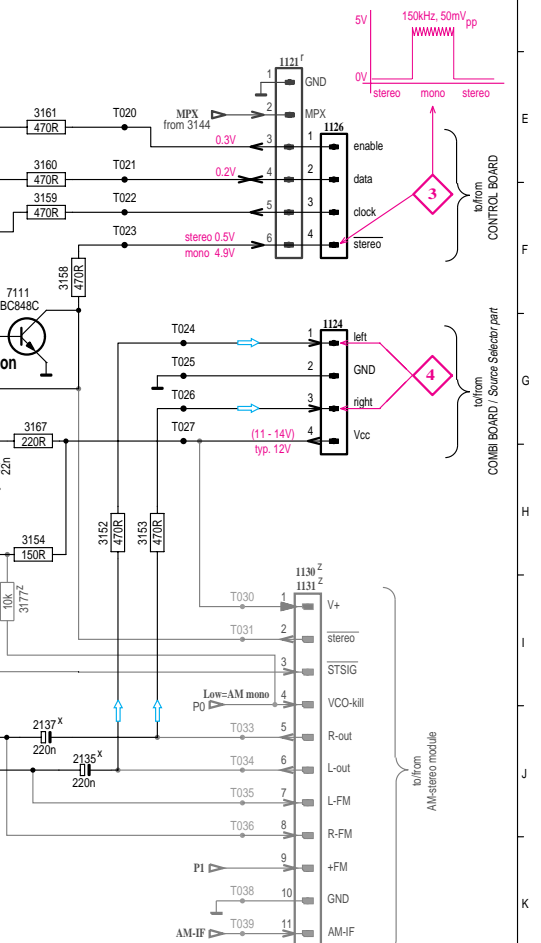 5V
150kHz, 50mVpp
0V
stereo mono stereo
E
F
G
H
I
J
K
1121 r
1 GND
2 MPX
MPX
from 3144
3161
470R
T020
0.3V
3
1126
1 enable
3160
470R
T021
0.2V
4
2 data
3159
470R
T022
5
3 clock
T023
stereo 0.5V
mono 4.9V
6
4 stereo
3
to/from
CONTROL BOARD
3158
470R
7111
BC848C
on
1124
T024
1 left
T025
2 GND
T026
3 right
T027
(11 - 14V)
typ. 12V
4 Vcc
4
to/from
COMBI BOARD / Source Selector part
3167
220R
22n
3154
150R
3152
470R
3153
470R
10k
3177 z
1130 z
1131 z
T030 1 V+
T031 2 stereo
3 STSIG
Low=AM mono
P0
4 VCO-kill
T033 5 R-out
T034 6 L-out
T035 7 L-FM
T036 8 R-FM
P1 9 +FM
T038 10 GND
AM-IF T039 11 AM-IF
to/from
AM-stereo module
2137 x
220n
2135 x
220n